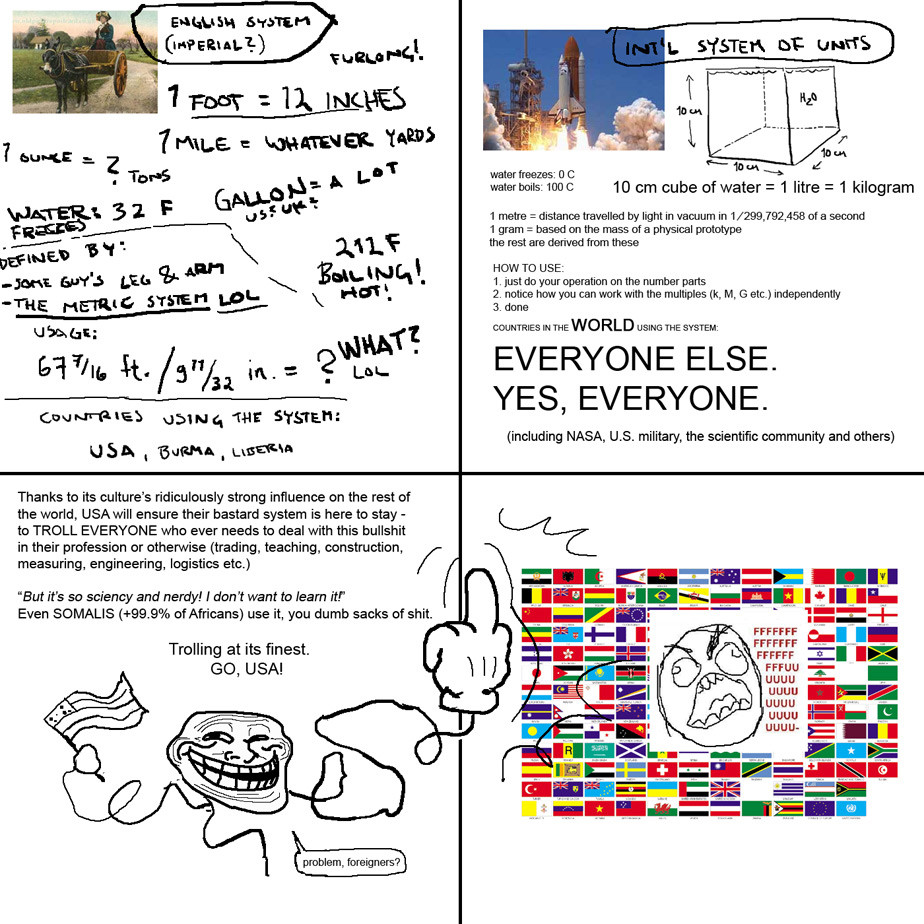 ENGLISH SYSTEM
(IMPERIAL?)
FURLONG!
1 FOOT = 12 INCHES
1 MILE = WHATEVER YARDS
1 OUNCE = ? TONS
GALLON = A LOT
US? UK?
WATER: 32 F
FREEZES
212 F
BOILING!
HOT!
DEFINED BY:
- SOME GUY'S LEG & ARM
- THE METRIC SYSTEM LOL
USAGE:
67 7/16 ft. / 9 11/32 in. = ? WHAT?
LOL
COUNTRIES USING THE SYSTEM:
USA, BURMA, LIBERIA
INT'L SYSTEM OF UNITS
10 cm
H2O
10 cm
10 cm
water freezes: 0 C
water boils: 100 C
10 cm cube of water = 1 litre = 1 kilogram
1 metre = distance travelled by light in vacuum in 1/299,792,458 of a second
1 gram = based on the mass of a physical prototype
the rest are derived from these
HOW TO USE:
1. just do your operation on the number parts
2. notice how you can work with the multiples (k, M, G etc.) independently
3. done
COUNTRIES IN THE WORLD USING THE SYSTEM:
EVERYONE ELSE.
YES, EVERYONE.
(including NASA, U.S. military, the scientific community and others)
Thanks to its culture's ridiculously strong influence on the rest of
the world, USA will ensure their bastard system is here to stay -
to TROLL EVERYONE who ever needs to deal with this bullshit
in their profession or otherwise (trading, teaching, construction,
measuring, engineering, logistics etc.)
"But it's so sciency and nerdy! I don't want to learn it!"
Even SOMALIS (+99.9% of Africans) use it, you dumb sacks of shit.
Trolling at its finest.
GO, USA!
problem, foreigners?
FFFFFFF
FFFFFFF
FFFFFF
FFFUU
UUUU
UUUU
UUUU
UUUU
UUUU-